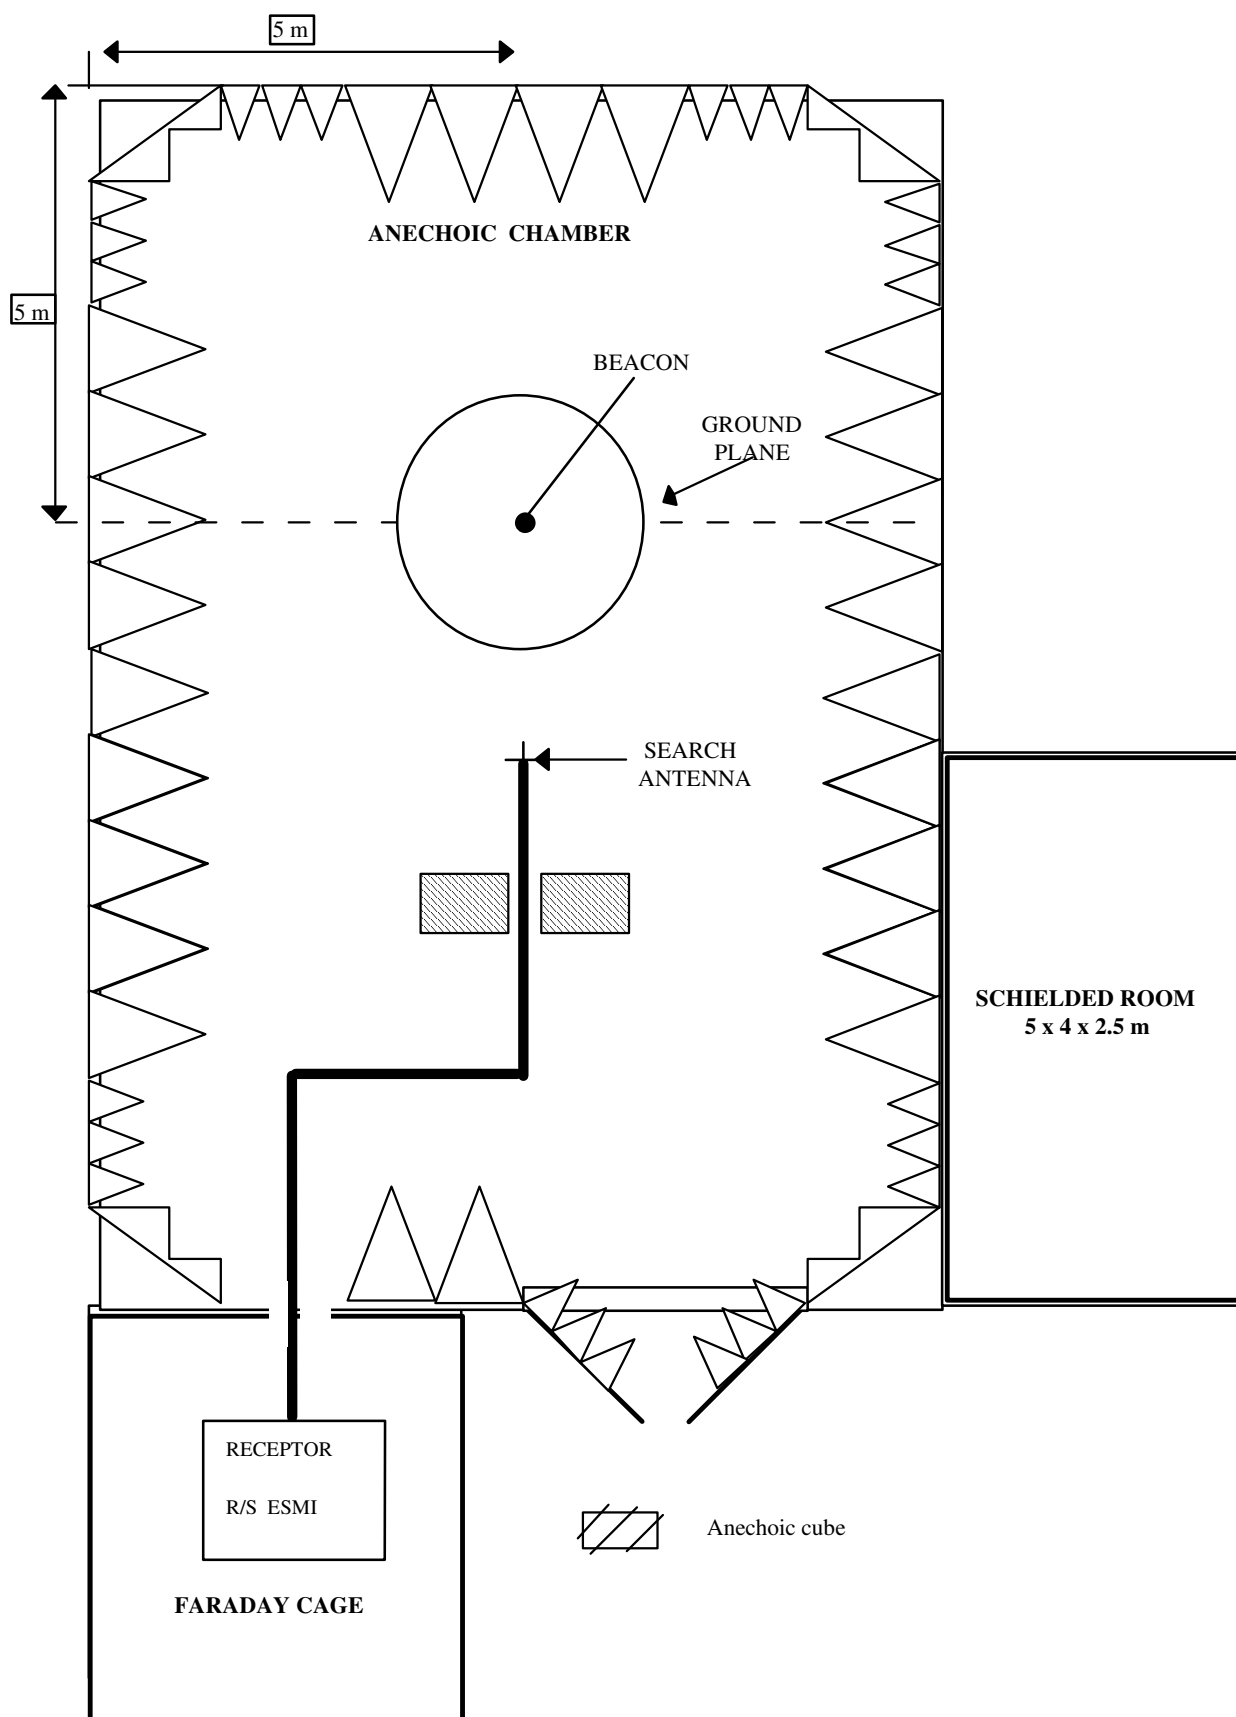 5 m
ANECHOIC CHAMBER
5 m
BEACON
GROUND
PLANE
SEARCH
ANTENNA
SCHIELDED ROOM
5 x 4 x 2.5 m
RECEPTOR
R/S ESMI
Anechoic cube
FARADAY CAGE